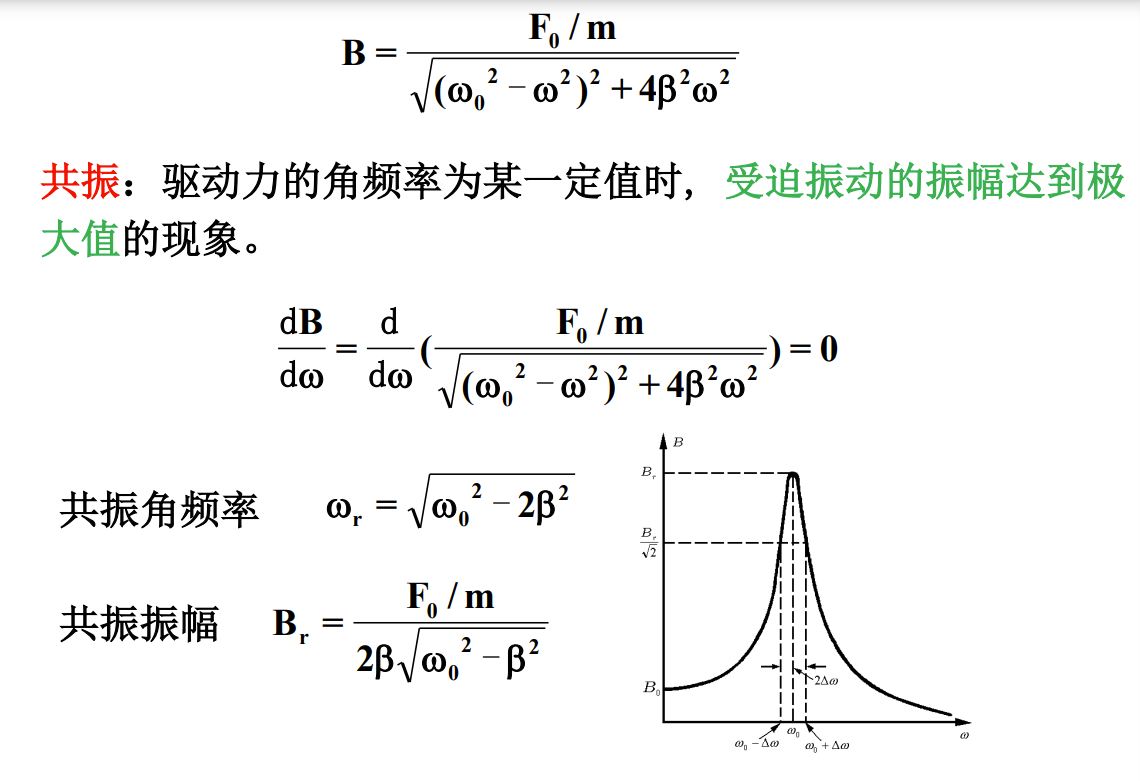 B = F₀ / m / √((ω₀² − ω²)² + 4β²ω²)
共振：驱动力的角频率为某一定值时，受迫振动的振幅达到极
大值的现象。
dB/dω = d/dω (F₀ / m / √((ω₀² − ω²)² + 4β²ω²)) = 0
共振角频率 ωᵣ = √(ω₀² − 2β²)
共振振幅 Bᵣ = F₀ / m / 2β√(ω₀² − β²)
B
Bᵣ
Bᵣ/√2
B₀
2Δω
ω₀ − Δω
ω₀
ω₀ + Δω
ω